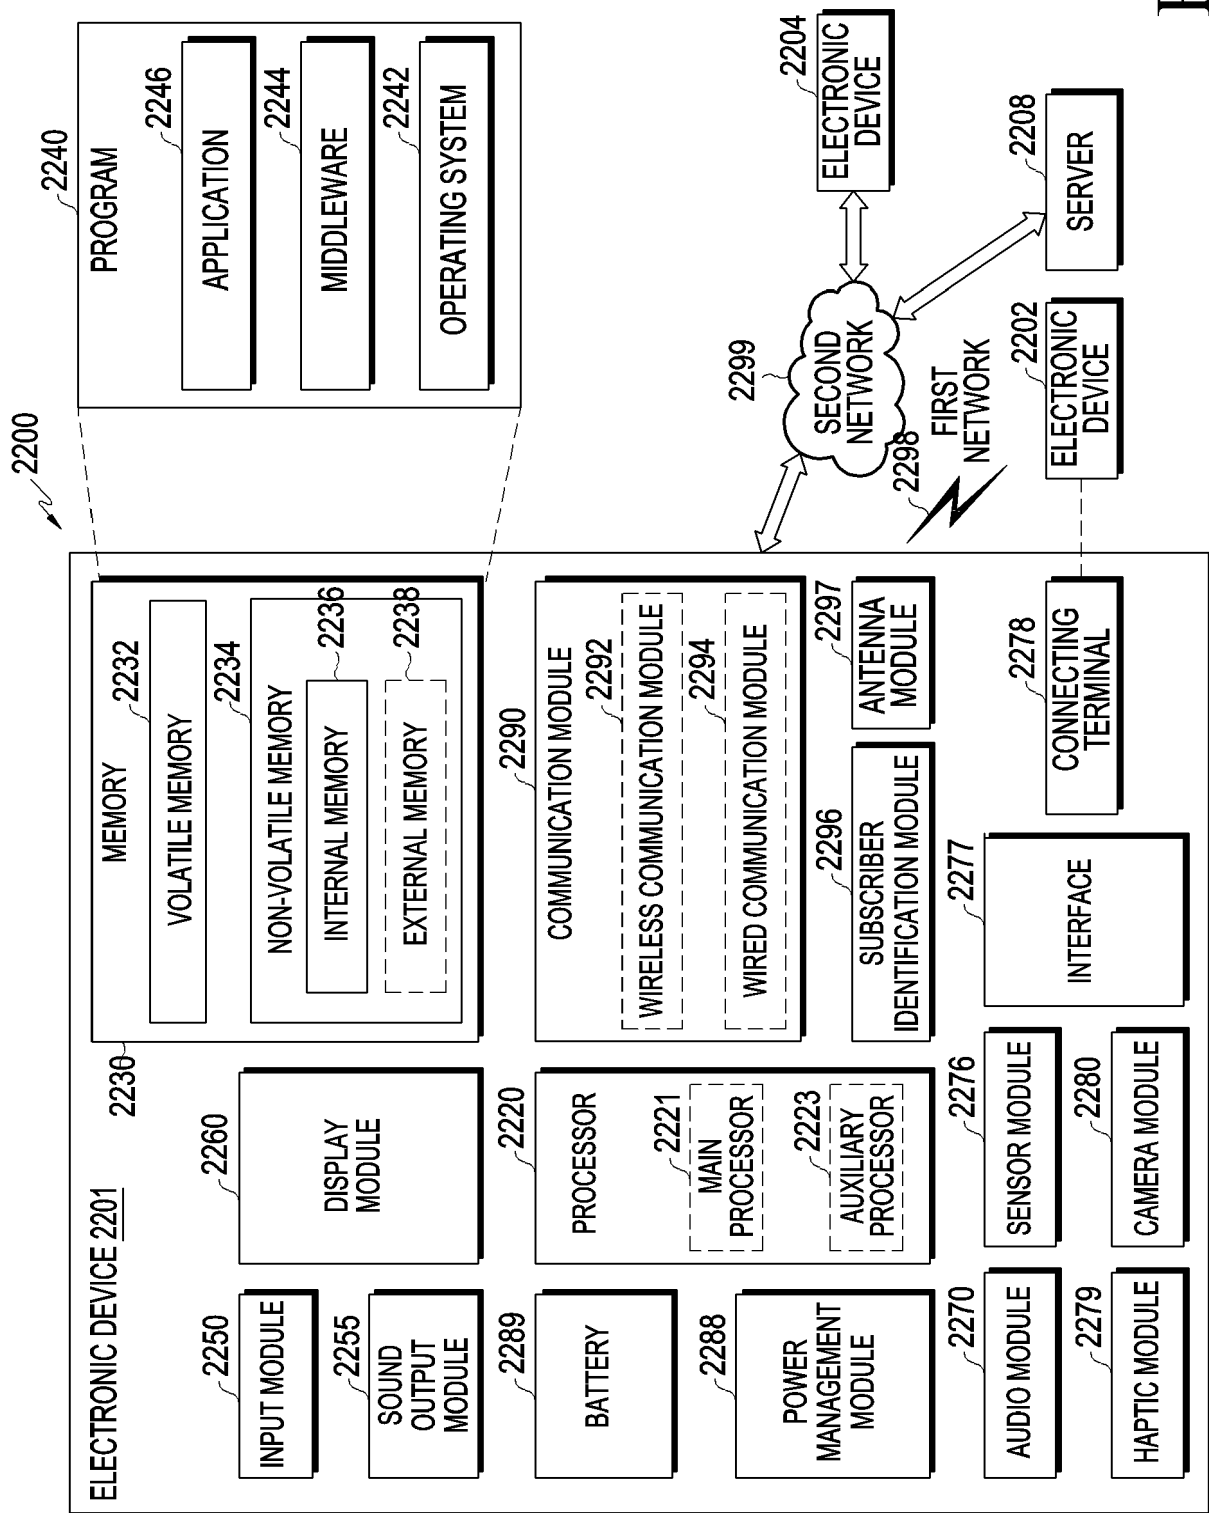 2200
ELECTRONIC DEVICE 2201
2250
INPUT MODULE
2255
SOUND
OUTPUT
MODULE
2289
BATTERY
2288
POWER
MANAGEMENT
MODULE
2270
AUDIO MODULE
2279
HAPTIC MODULE
2260
DISPLAY
MODULE
2220
PROCESSOR
2221
MAIN
PROCESSOR
2223
AUXILIARY
PROCESSOR
2276
SENSOR MODULE
2280
CAMERA MODULE
2230
MEMORY
2232
VOLATILE MEMORY
2234
NON-VOLATILE MEMORY
2236
INTERNAL MEMORY
2238
EXTERNAL MEMORY
2290
COMMUNICATION MODULE
2292
WIRELESS COMMUNICATION MODULE
2294
WIRED COMMUNICATION MODULE
2296
SUBSCRIBER
IDENTIFICATION MODULE
2297
ANTENNA
MODULE
2277
INTERFACE
2278
CONNECTING
TERMINAL
2240
PROGRAM
2246
APPLICATION
2244
MIDDLEWARE
2242
OPERATING SYSTEM
2299
SECOND
NETWORK
2298
FIRST
NETWORK
2204
ELECTRONIC
DEVICE
2208
SERVER
2202
ELECTRONIC
DEVICE